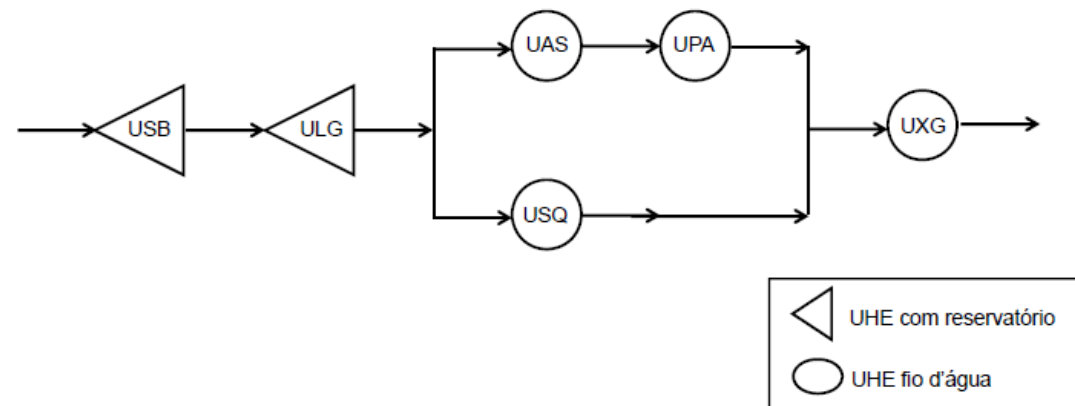 UAS
UPA
USB
ULG
UXG
USQ
UHE com reservatório
UHE fio d'água